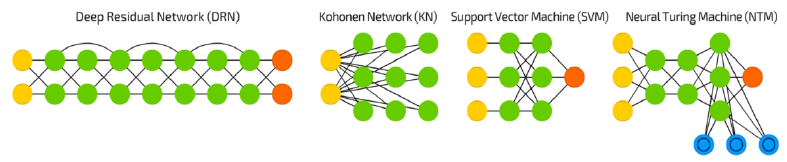 Deep Residual Network (DRN)
Kohonen Network (KN)
Support Vector Machine (SVM)
Neural Turing Machine (NTM)